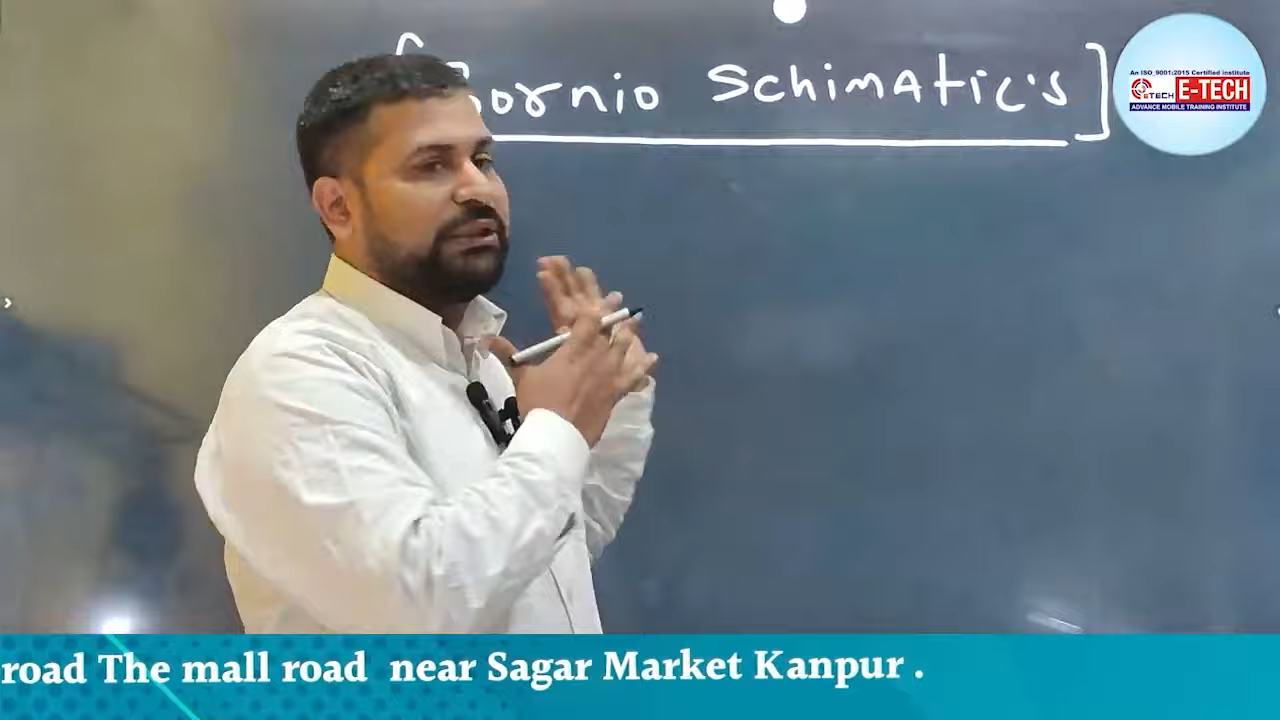 Schimatic's]
An ISO 9001:2015 Certified Institute
ETECH E-TECH
ADVANCE MOBILE TRAINING INSTITUTE
road The mall road near Sagar Market Kanpur .